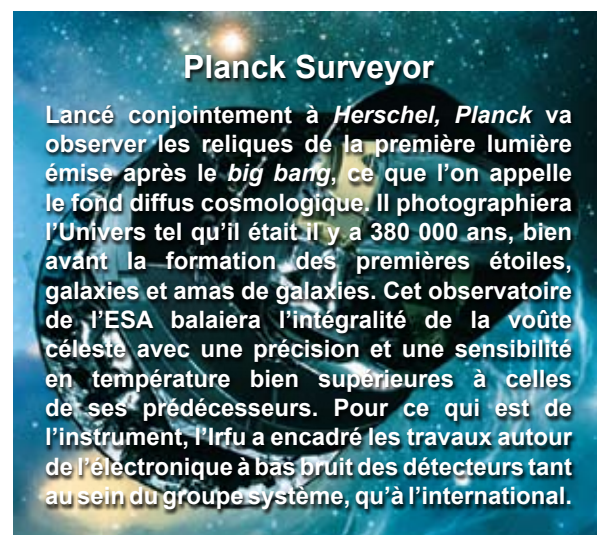 Planck Surveyor
Lancé conjointement à Herschel, Planck va
observer les reliques de la première lumière
émise après le big bang, ce que l'on appelle
le fond diffus cosmologique. Il photographiera
l'Univers tel qu'il était il y a 380 000 ans, bien
avant la formation des premières étoiles,
galaxies et amas de galaxies. Cet observatoire
de l'ESA balaiera l'intégralité de la voûte
céleste avec une précision et une sensibilité
en température bien supérieures à celles
de ses prédécesseurs. Pour ce qui est de
l'instrument, l'Irfu a encadré les travaux autour
de l'électronique à bas bruit des détecteurs tant
au sein du groupe système, qu'à l'international.